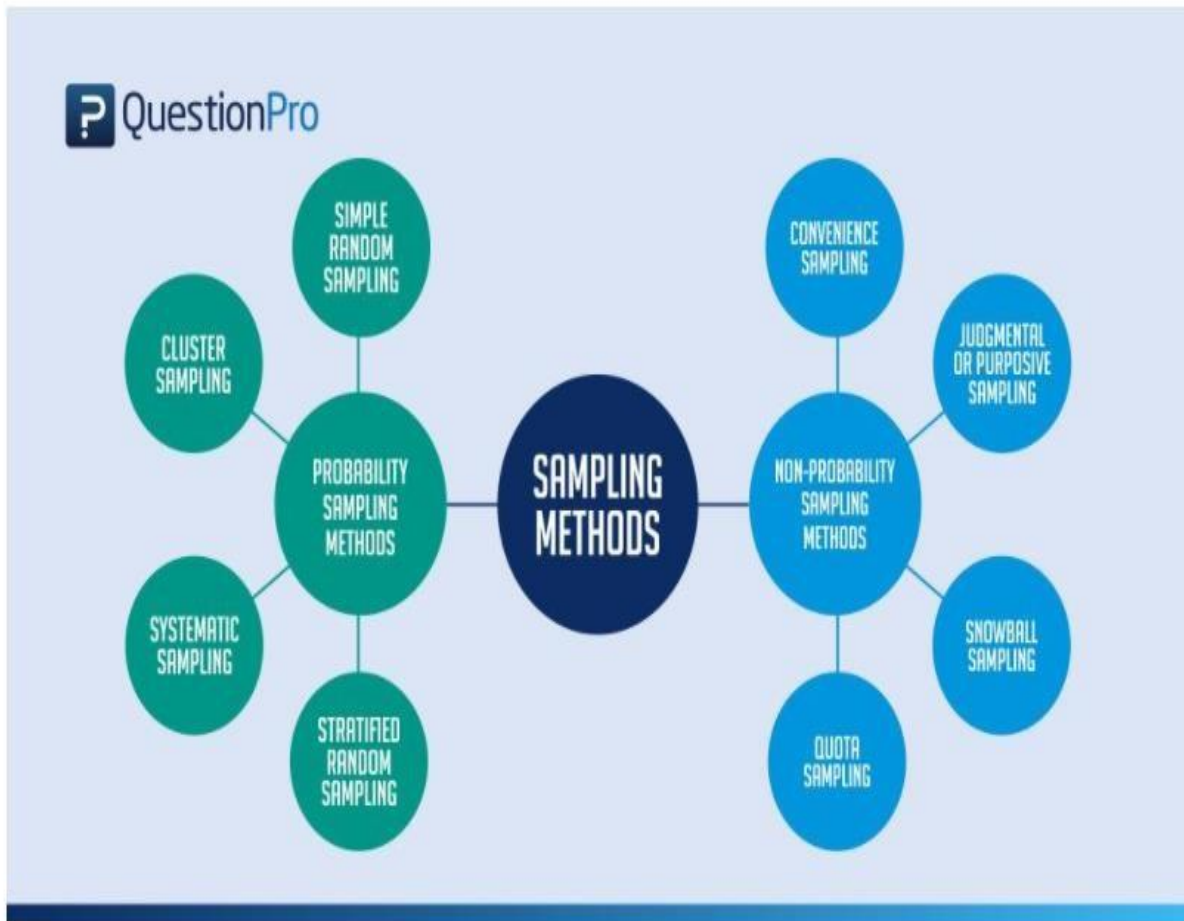 QuestionPro
SIMPLE
RANDOM
SAMPLING
CLUSTER
SAMPLING
PROBABILITY
SAMPLING
METHODS
SYSTEMATIC
SAMPLING
STRATIFIED
RANDOM
SAMPLING
SAMPLING
METHODS
CONVENIENCE
SAMPLING
JUDGMENTAL
OR PURPOSIVE
SAMPLING
NON-PROBABILITY
SAMPLING
METHODS
SNOWBALL
SAMPLING
QUOTA
SAMPLING